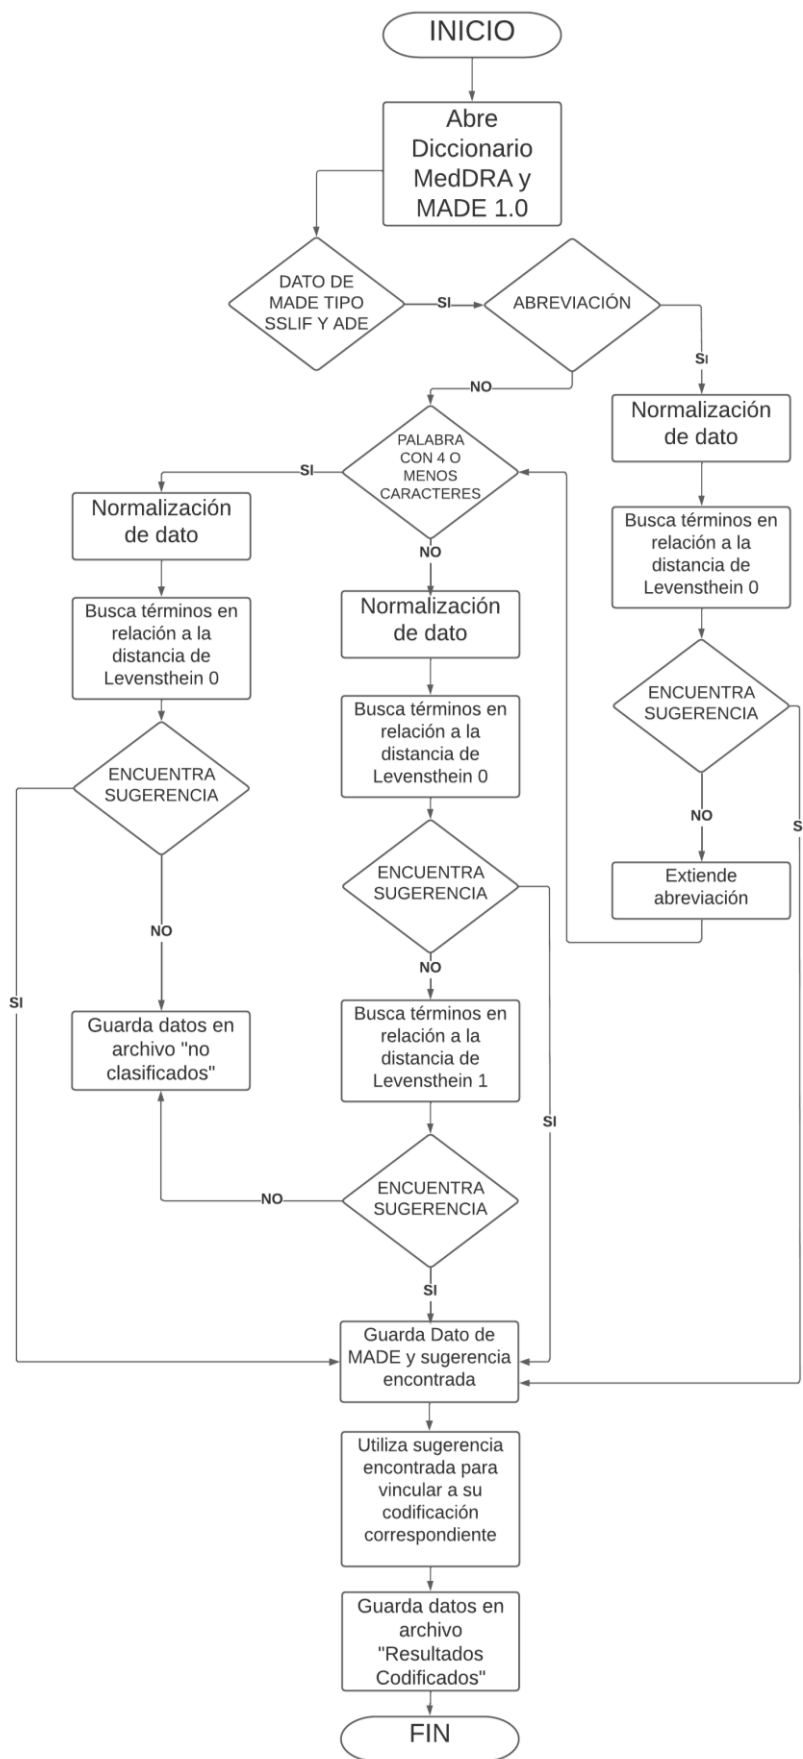 INICIO
Abre
Diccionario
MedDRA y
MADE 1.0
DATO DE
MADE TIPO
SSLIF Y ADE
SI
ABREVIACIÓN
SI
NO
Normalización
de dato
PALABRA
CON 4 O
MENOS
CARACTERES
SI
Normalización
de dato
Busca términos en
relación a la
distancia de
Levensthein 0
NO
Normalización
de dato
Busca términos en
relación a la
distancia de
Levensthein 0
ENCUENTRA
SUGERENCIA
Busca términos en
relación a la
distancia de
Levensthein 0
ENCUENTRA
SUGERENCIA
NO
S
Extiende
abreviación
ENCUENTRA
SUGERENCIA
NO
NO
SI
Guarda datos en
archivo "no
clasificados"
Busca términos en
relación a la
distancia de
Levensthein 1
SI
ENCUENTRA
SUGERENCIA
NO
SI
Guarda Dato de
MADE y sugerencia
encontrada
Utiliza sugerencia
encontrada para
vincular a su
codificación
correspondiente
Guarda datos en
archivo
"Resultados
Codificados"
FIN